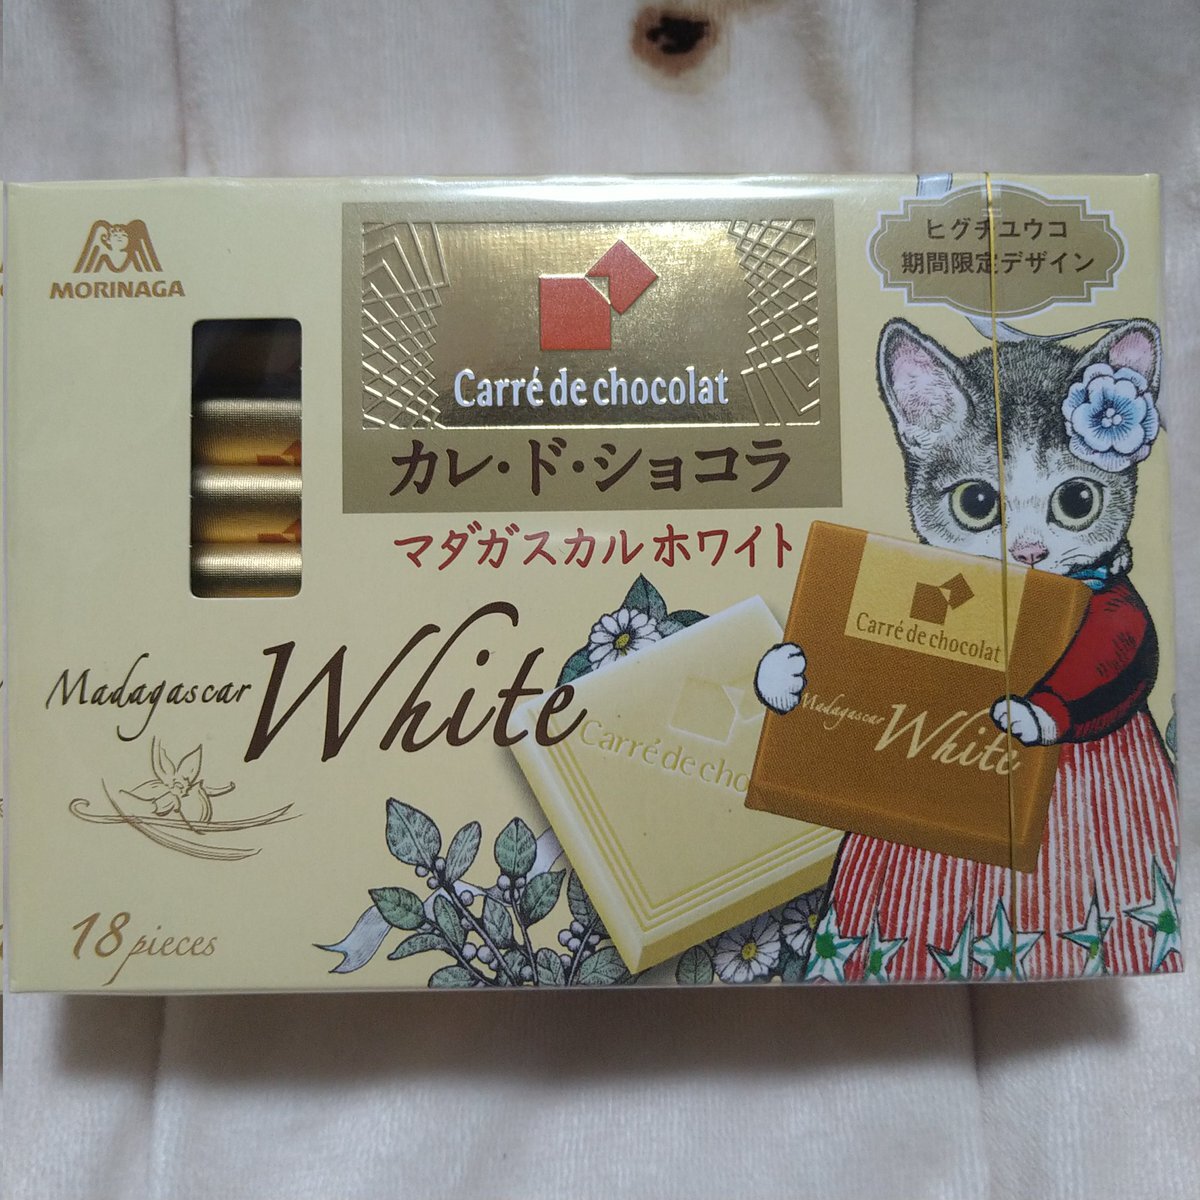 MORINAGA
ヒグチユウコ
期間限定デザイン
Carré de chocolat
カレ・ド・ショコラ
マダガスカルホワイト
Madagascar White
Carré de cho
Carré de chocolat
Madagascar
White
18 pieces